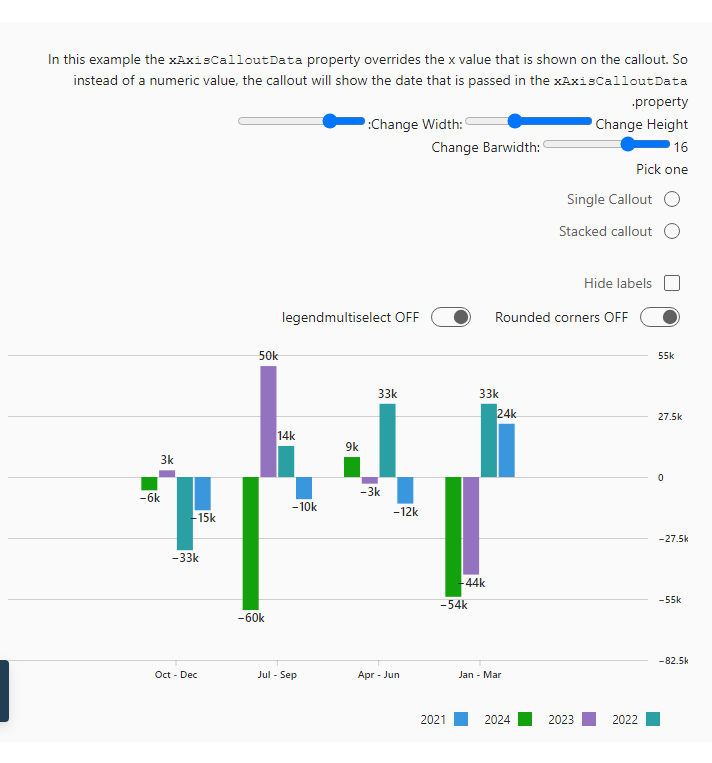 In this example the xAxisCalloutData property overrides the x value that is shown on the callout. So
instead of a numeric value, the callout will show the date that is passed in the xAxisCalloutData
.property
:Change Width: Change Height
Change Barwidth: 16
Pick one
Single Callout
Stacked callout
Hide labels
legendmultiselect OFF Rounded corners OFF
50k 55k
33k 33k
24k 27.5k
14k
9k
3k
0
−6k −3k
−10k −12k
−15k
−27.5k
−33k
−44k
−54k −55k
−60k
−82.5k
Oct - Dec Jul - Sep Apr - Jun Jan - Mar
2021 2024 2023 2022